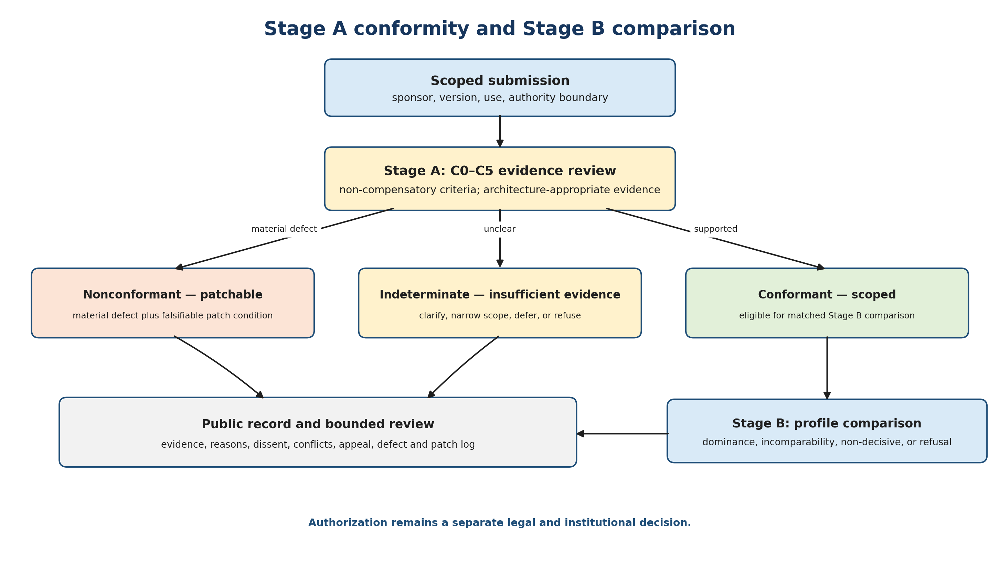 Stage A conformity and Stage B comparison
Scoped submission
sponsor, version, use, authority boundary
Stage A: C0–C5 evidence review
non-compensatory criteria; architecture-appropriate evidence
material defect
unclear
supported
Nonconformant — patchable
material defect plus falsifiable patch condition
Indeterminate — insufficient evidence
clarify, narrow scope, defer, or refuse
Conformant — scoped
eligible for matched Stage B comparison
Public record and bounded review
evidence, reasons, dissent, conflicts, appeal, defect and patch log
Stage B: profile comparison
dominance, incomparability, non-decisive, or refusal
Authorization remains a separate legal and institutional decision.